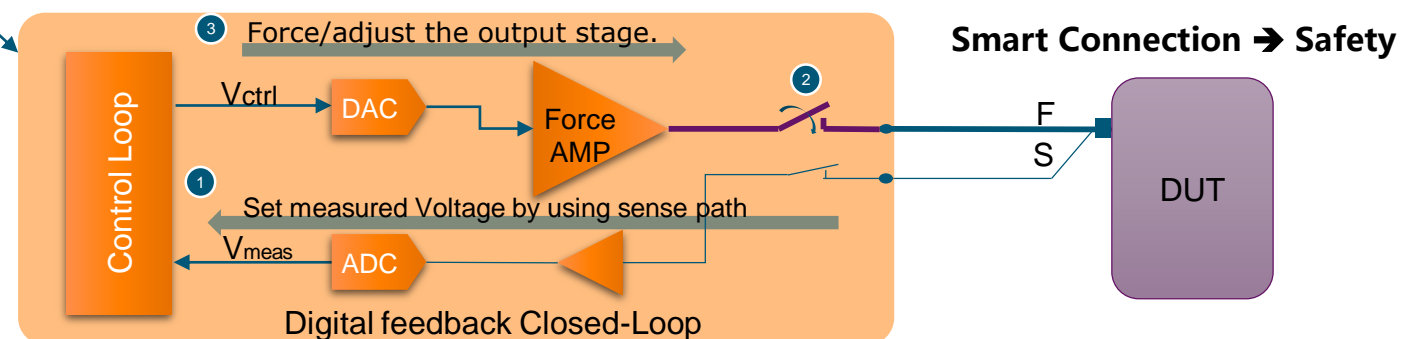 3 Force/adjust the output stage.
Smart Connection ➔ Safety
2
Control Loop
Vctrl
DAC
Force
AMP
F
S
DUT
1
Set measured Voltage by using sense path
Vmeas
ADC
Digital feedback Closed-Loop